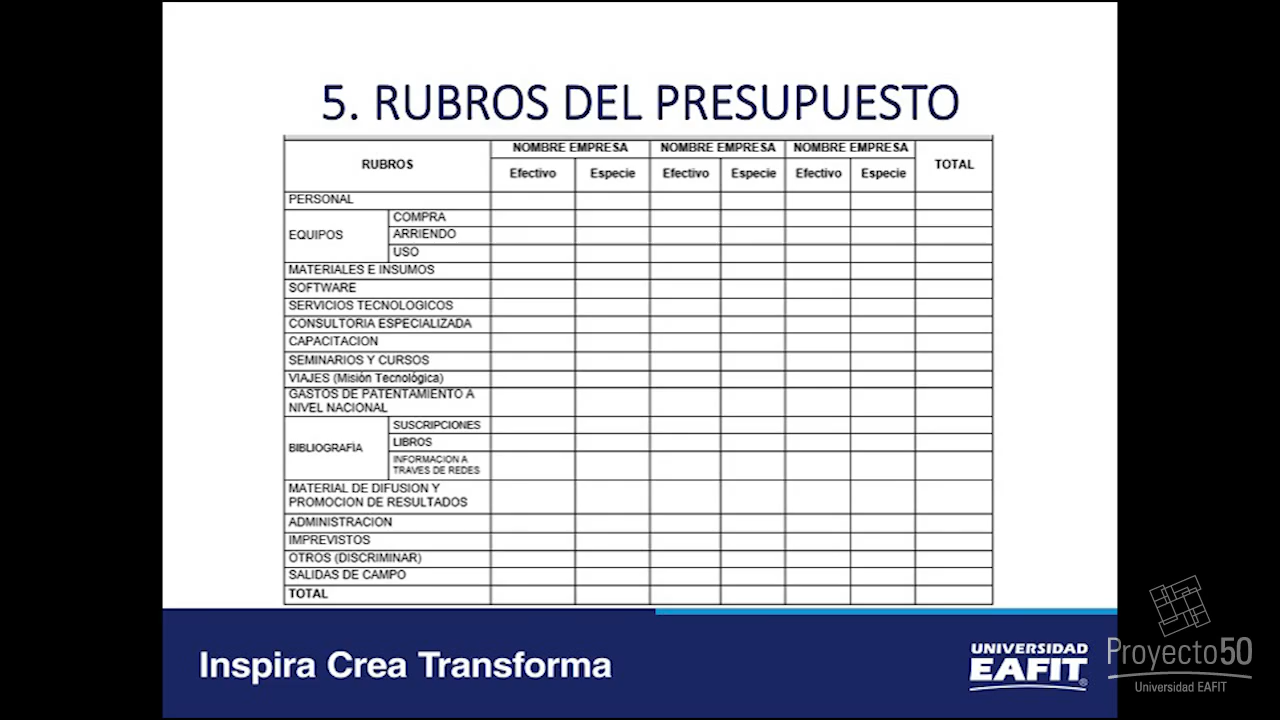 5. RUBROS DEL PRESUPUESTO
RUBROS NOMBRE EMPRESA NOMBRE EMPRESA NOMBRE EMPRESA TOTAL
Efectivo Especie Efectivo Especie Efectivo Especie
PERSONAL
EQUIPOS
COMPRA
ARRIENDO
USO
MATERIALES E INSUMOS
SOFTWARE
SERVICIOS TECNOLOGICOS
CONSULTORIA ESPECIALIZADA
CAPACITACION
SEMINARIOS Y CURSOS
VIAJES (Misión Tecnológica)
GASTOS DE PATENTAMIENTO A
NIVEL NACIONAL
BIBLIOGRAFÍA
SUSCRIPCIONES
LIBROS
INFORMACION A
TRAVES DE REDES
MATERIAL DE DIFUSION Y
PROMOCION DE RESULTADOS
ADMINISTRACION
IMPREVISTOS
OTROS (DISCRIMINAR)
SALIDAS DE CAMPO
TOTAL
Inspira Crea Transforma
UNIVERSIDAD
EAFIT®
Proyecto50
Universidad EAFIT